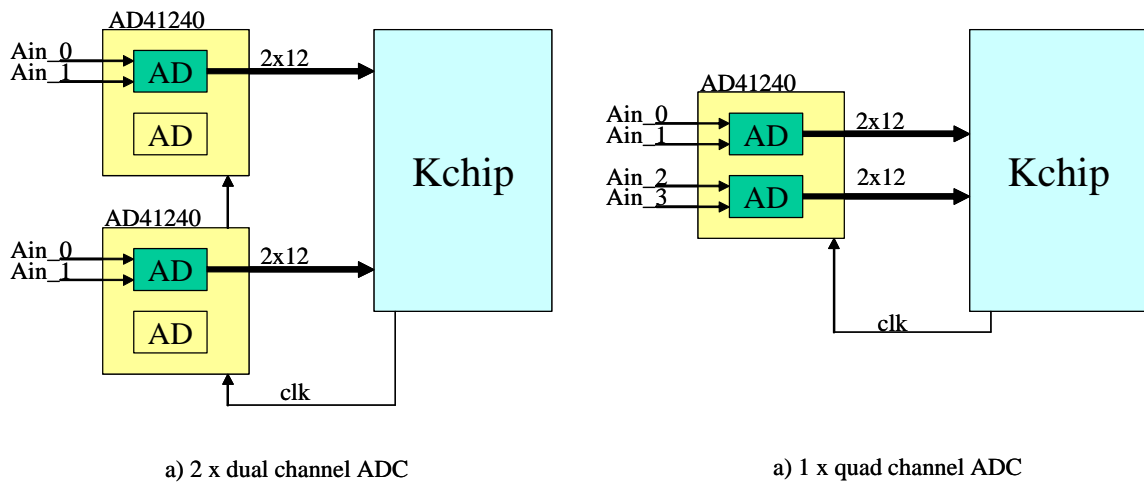 AD41240
Ain_0
Ain_1
AD
2x12
AD
Kchip
AD41240
Ain_0
Ain_1
AD
2x12
AD
clk
a) 2 x dual channel ADC
AD41240
Ain_0
Ain_1
AD
2x12
Ain_2
Ain_3
AD
2x12
Kchip
clk
a) 1 x quad channel ADC